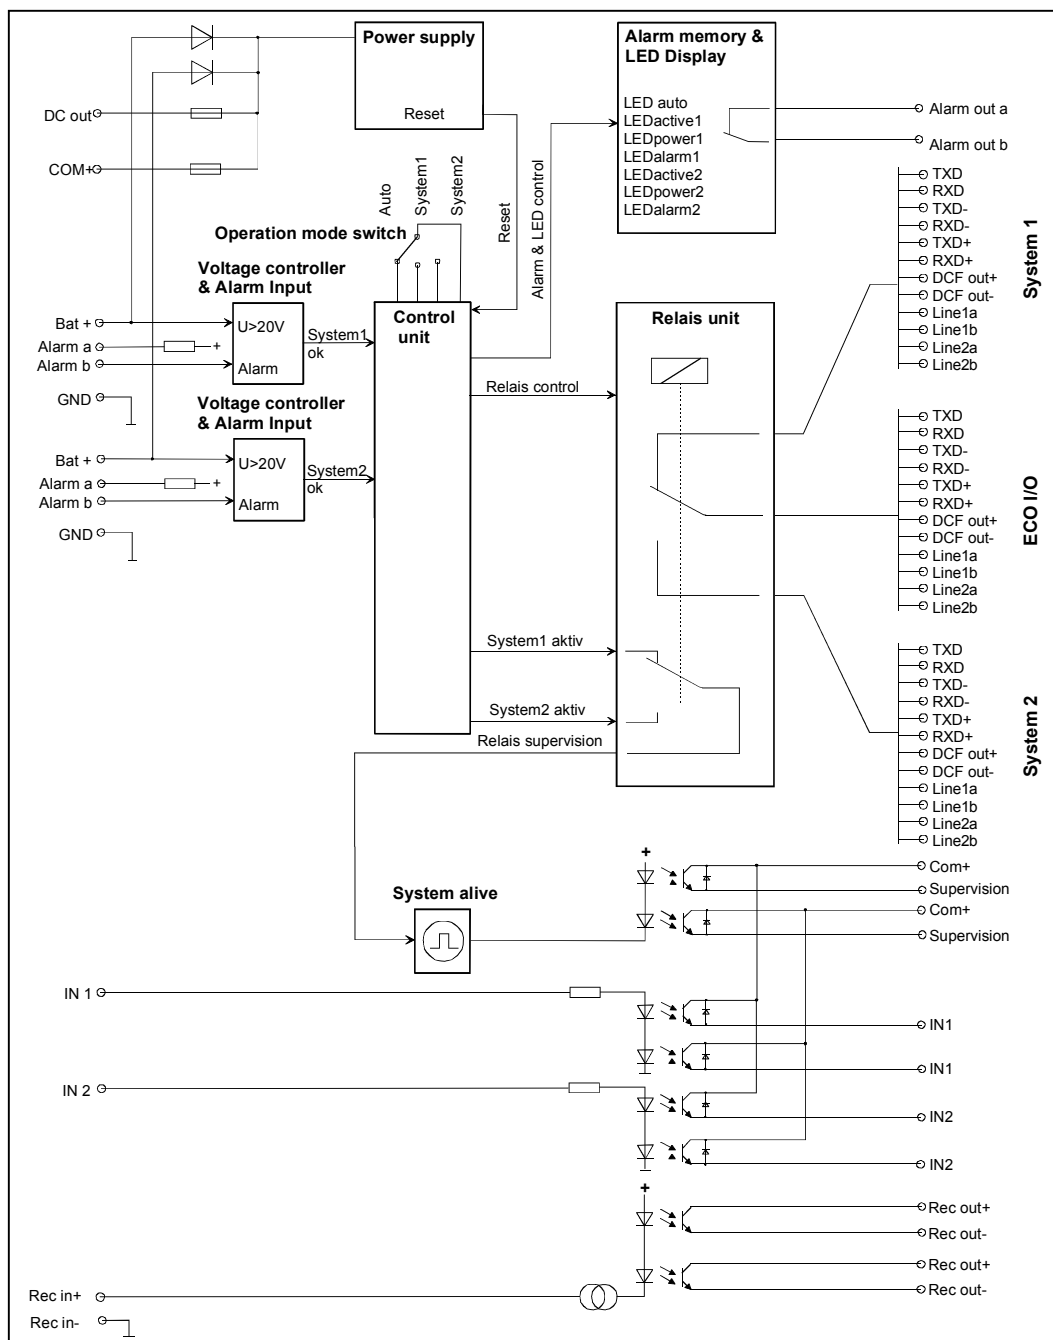 Power supply
Reset
Alarm memory &
LED Display
LED auto
LEDactive1
LEDpower1
LEDalarm1
LEDactive2
LEDpower2
LEDalarm2
Alarm out a
Alarm out b
DC out
COM+
Auto
System1
System2
Reset
Alarm & LED control
Operation mode switch
Voltage controller
& Alarm Input
Bat +
Alarm a
Alarm b
GND
+
U>20V
Alarm
System1
ok
Voltage controller
& Alarm Input
Bat +
Alarm a
Alarm b
GND
+
U>20V
Alarm
System2
ok
Control
unit
Relais unit
Relais control
System1 aktiv
System2 aktiv
Relais supervision
TXD
RXD
TXD-
RXD-
TXD+
RXD+
DCF out+
DCF out-
Line1a
Line1b
Line2a
Line2b
System 1
TXD
RXD
TXD-
RXD-
TXD+
RXD+
DCF out+
DCF out-
Line1a
Line1b
Line2a
Line2b
ECO I/O
TXD
RXD
TXD-
RXD-
TXD+
RXD+
DCF out+
DCF out-
Line1a
Line1b
Line2a
Line2b
System 2
System alive
+
Com+
Supervision
Com+
Supervision
IN 1
IN1
IN1
IN 2
IN2
IN2
+
Rec out+
Rec out-
Rec out+
Rec out-
Rec in+
Rec in-